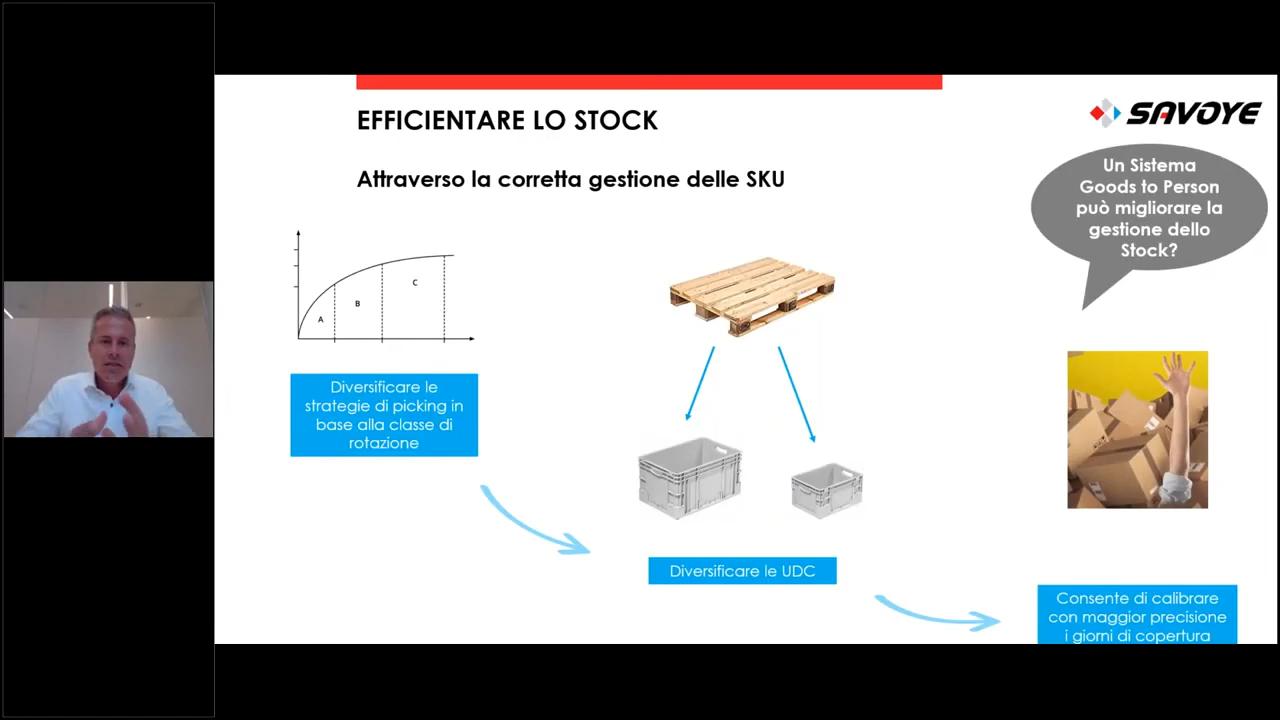 EFFICIENTARE LO STOCK
SAVOYE
Attraverso la corretta gestione delle SKU
Un Sistema
Goods to Person
può migliorare la
gestione dello
Stock?
A
B
C
Diversificare le
strategie di picking in
base alla classe di
rotazione
Diversificare le UDC
Consente di calibrare
con maggior precisione
i giorni di copertura